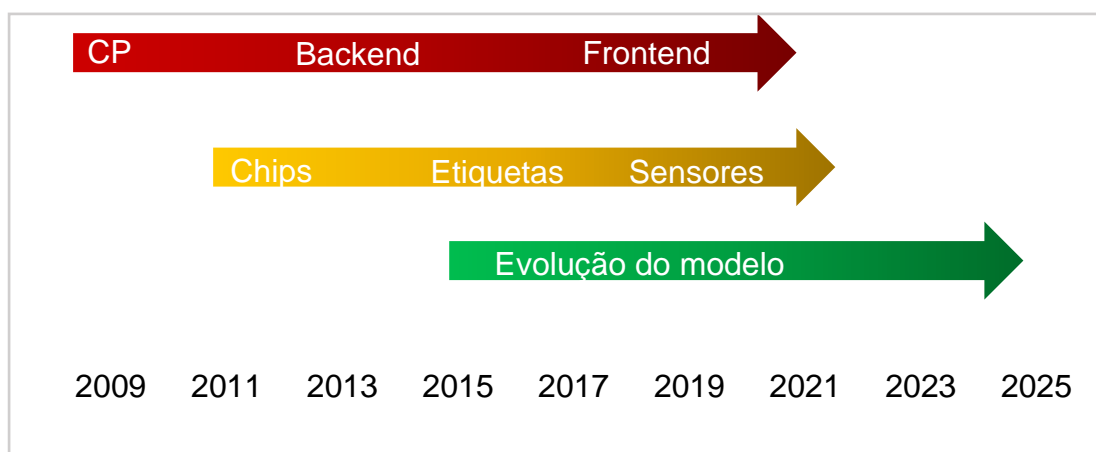 CP Backend Frontend
Chips Etiquetas Sensores
Evolução do modelo
2009 2011 2013 2015 2017 2019 2021 2023 2025